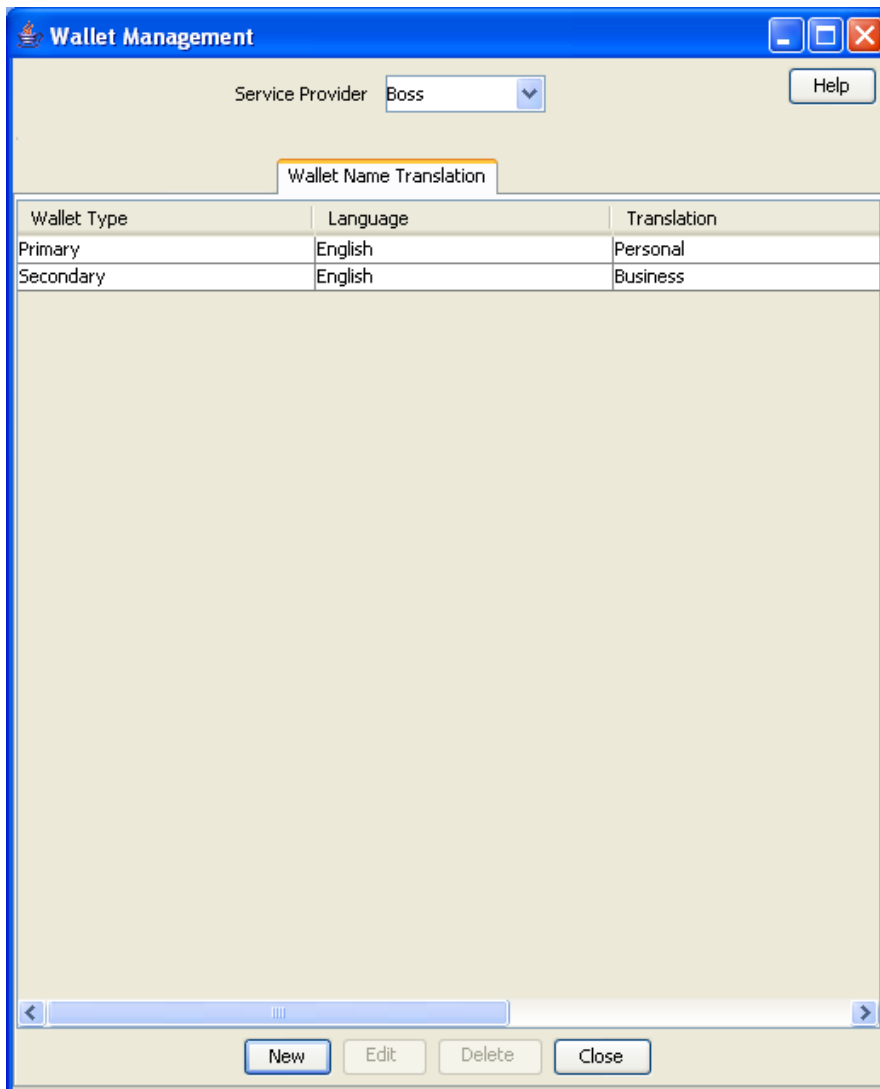 Wallet Management
Service Provider Boss Help
Wallet Name Translation
Wallet Type Language Translation
Primary English Personal
Secondary English Business
New Edit Delete Close